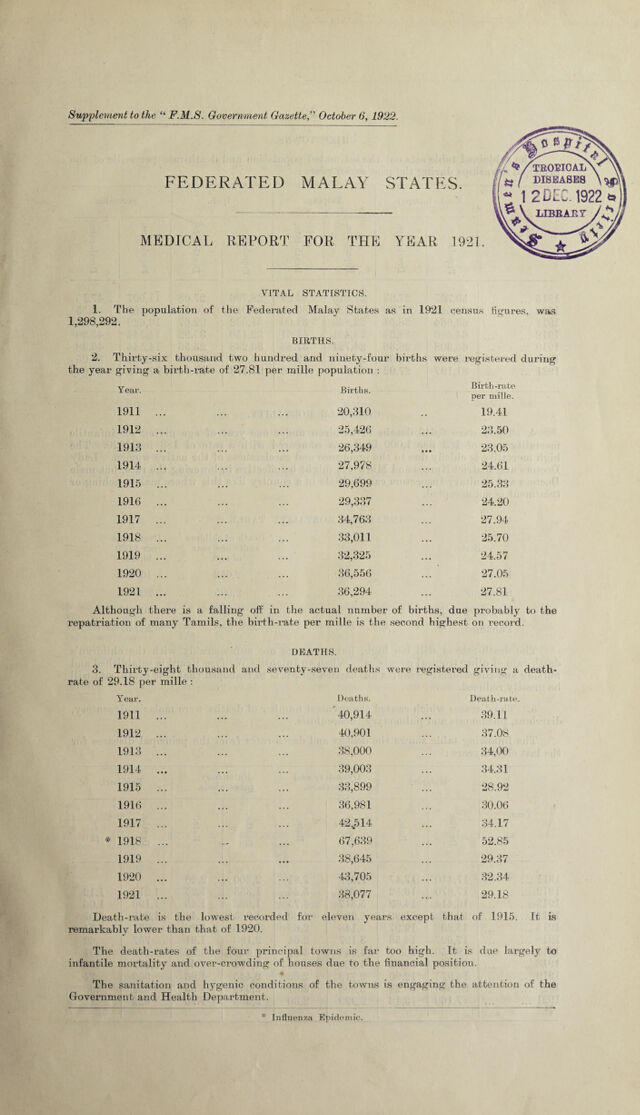 Supplement to the “ F.M.S. Government Gazette,” October 6, 1922.
Seamen's Hospital Society
TROPICAL
DISEASES
12 DEC. 1922
LIBRARY
FEDERATED MALAY STATES.
MEDICAL REPORT FOR THE YEAR 1921.
VITAL STATISTICS.
1. The population of the Federated Malay States as in 1921 census figures, was
1,298,292.
BIRTHS.
2. Thirty-six thousand two hundred and ninety-four births were registered during
the year giving a birth-rate of 27.81 per mille population :
Year. Births. Birth-rate
per mille.
1911 ... ... ... 20,310 .. 19.41
1912 ... ... ... 25,426 ... 23.50
1913 ... ... ... 26,349 ... 23.05
1914 ... ... ... 27,978 ... 24.61
1915 ... ... ... 29,699 ... 25.33
1916 ... ... ... 29,337 ... 24.20
1917 ... ... ... 34,763 ... 27.94
1918 ... ... ... 33,011 ... 25.70
1919 ... ... ... 32,325 ... 24.57
1920 ... ... ... 36,556 ... 27.05
1921 ... ... ... 36,294 ... 27.81
Although there is a falling off in the actual number of births, due probably to the
repatriation of many Tamils, the birth-rate per mille is the second highest on record.
DEATHS.
3. Thirty-eight thousand and seventy-seven deaths were registered giving a death-
rate of 29.18 per mille :
Year. Deaths. Death-rate.
1911 ... ... ... 40,914 ... 39.11
1912 ... ... ... 40,901 ... 37.08
1913 ... ... ... 38,000 ... 34,00
1914 ... ... ... 39,003 ... 34.31
1915 ... ... ... 33,899 ... 28.92
1916 ... ... ... 36,981 ... 30.06
1917 ... ... ... 42,514 ... 34.17
* 1918 ... .. ... 67,639 ... 52.85
1919 ... ... ... 38,645 ... 29.37
1920 ... ... ... 43,705 ... 32.34
1921 ... ... ... 38,077 ... 29.18
Death-rate is the lowest recorded for eleven years except that of 1915. It is
remarkably lower than that of 1920.
The death-rates of the four principal towns is far too high. It is due largely to
infantile mortality and over-crowding of houses due to the financial position.
The sanitation and hygenic conditions of the towns is engaging the attention of the
Government and Health Department.
* Influenza Epidemic.